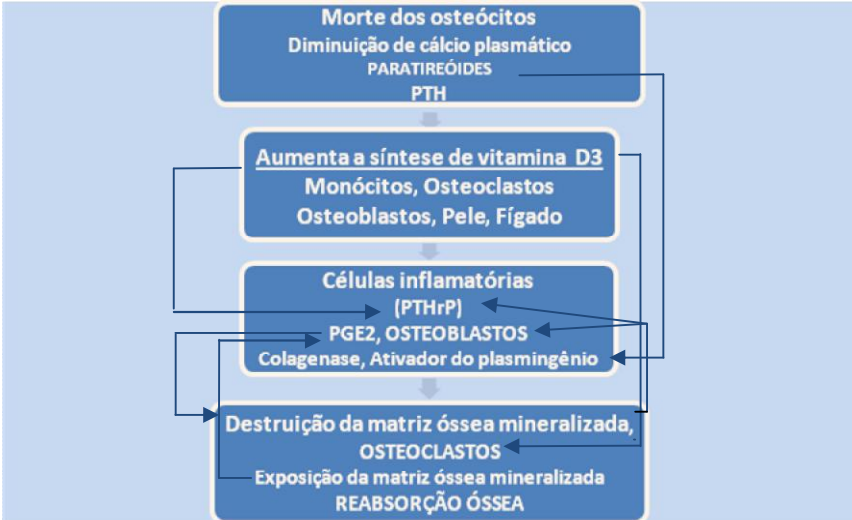 Morte dos osteócitos
Diminuição de cálcio plasmático
PARATIREÓIDES
PTH
Aumenta a síntese de vitamina D3
Monócitos, Osteoclastos
Osteoblastos, Pele, Fígado
Células inflamatórias
(PTHrP)
PGE2, OSTEOBLASTOS
Colagenase, Ativador do plasmingênio
Destruição da matriz óssea mineralizada,
OSTEOCLASTOS
Exposição da matriz óssea mineralizada
REABSORÇÃO ÓSSEA